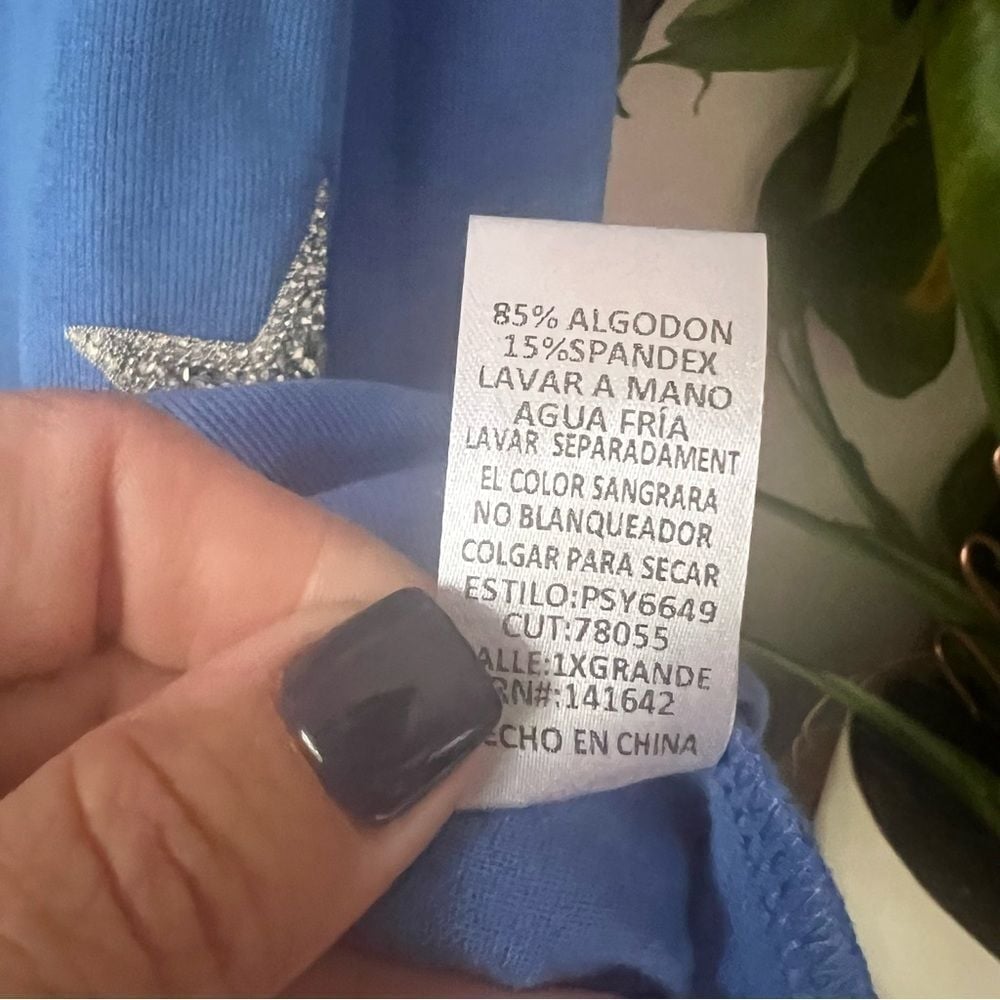 85% ALGODON
15%SPANDEX
LAVAR A MANO
AGUA FRÍA
LAVAR SEPARADAMENT
EL COLOR SANGRARA
NO BLANQUEADOR
COLGAR PARA SECAR
ESTILO:PSY6649
CUT:78055
ALLE:1XGRANDE
RN#:141642
ECHO EN CHINA